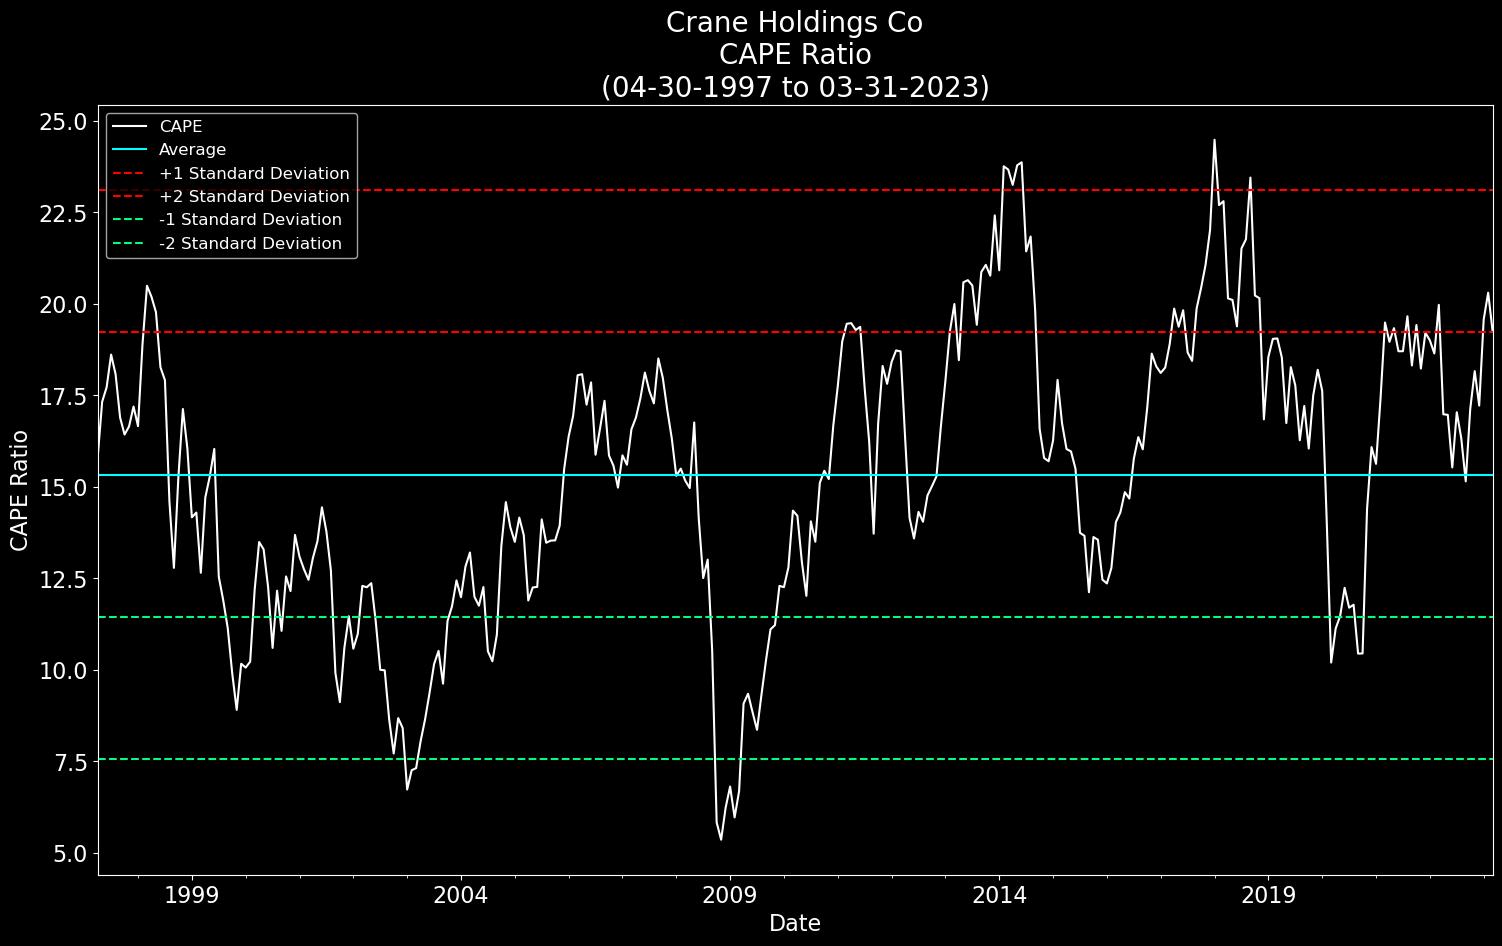 Crane Holdings Co
CAPE Ratio
(04-30-1997 to 03-31-2023)
CAPE
Average
+1 Standard Deviation
+2 Standard Deviation
-1 Standard Deviation
-2 Standard Deviation
CAPE Ratio
25.0
22.5
20.0
17.5
15.0
12.5
10.0
7.5
5.0
1999 2004 2009 2014 2019
Date